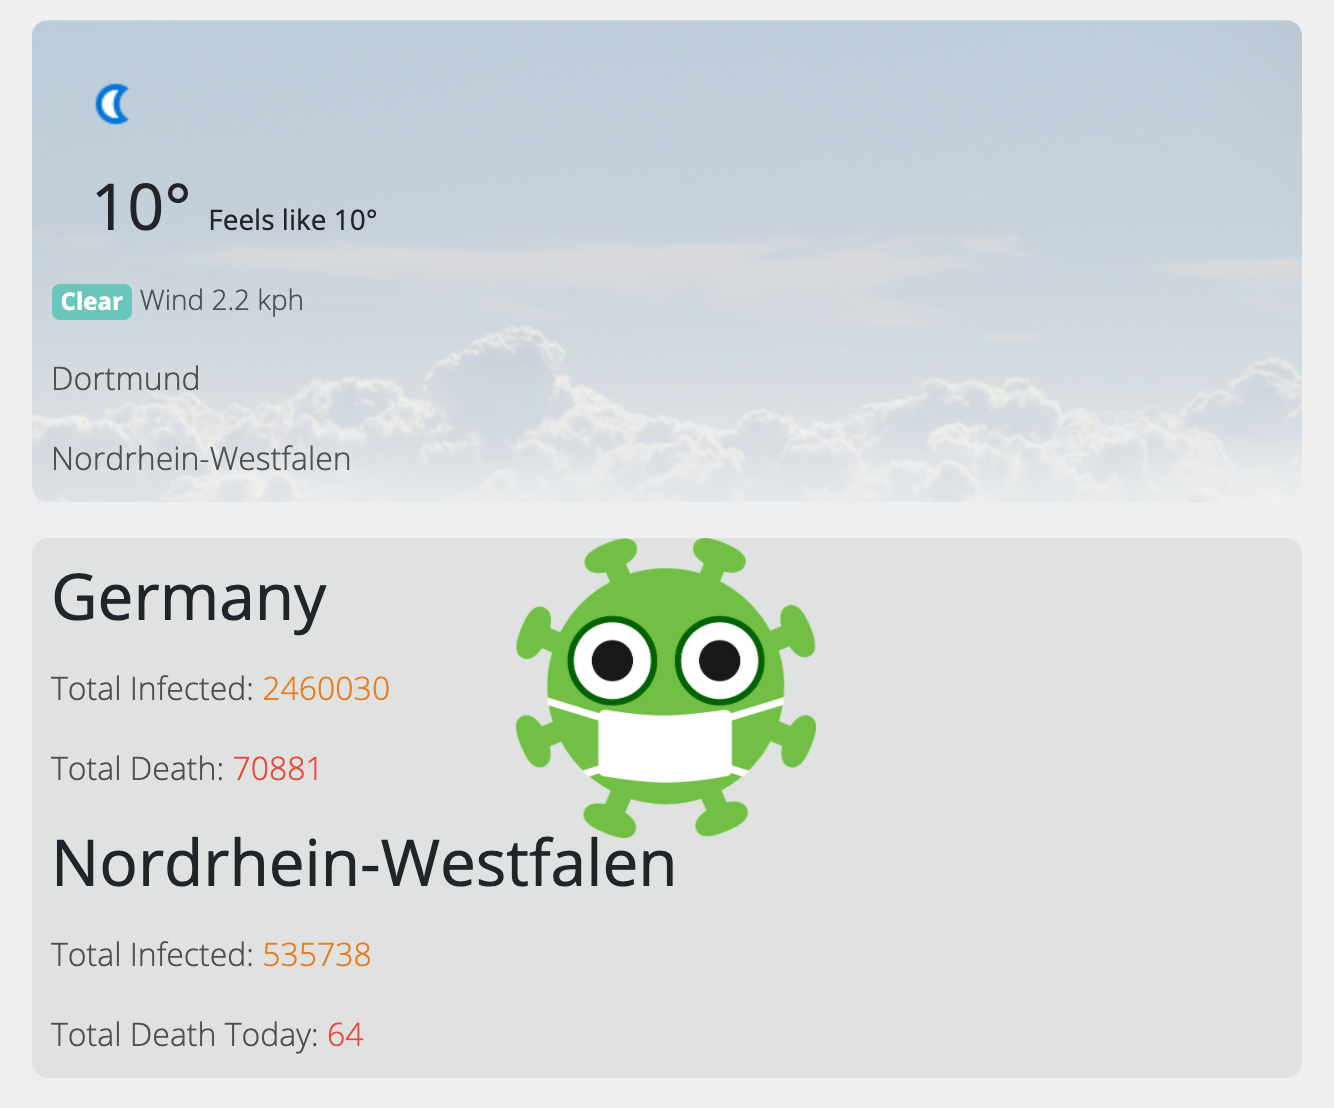 10° Feels like 10°
Clear Wind 2.2 kph
Dortmund
Nordrhein-Westfalen
Germany
Total Infected: 2460030
Total Death: 70881
Nordrhein-Westfalen
Total Infected: 535738
Total Death Today: 64